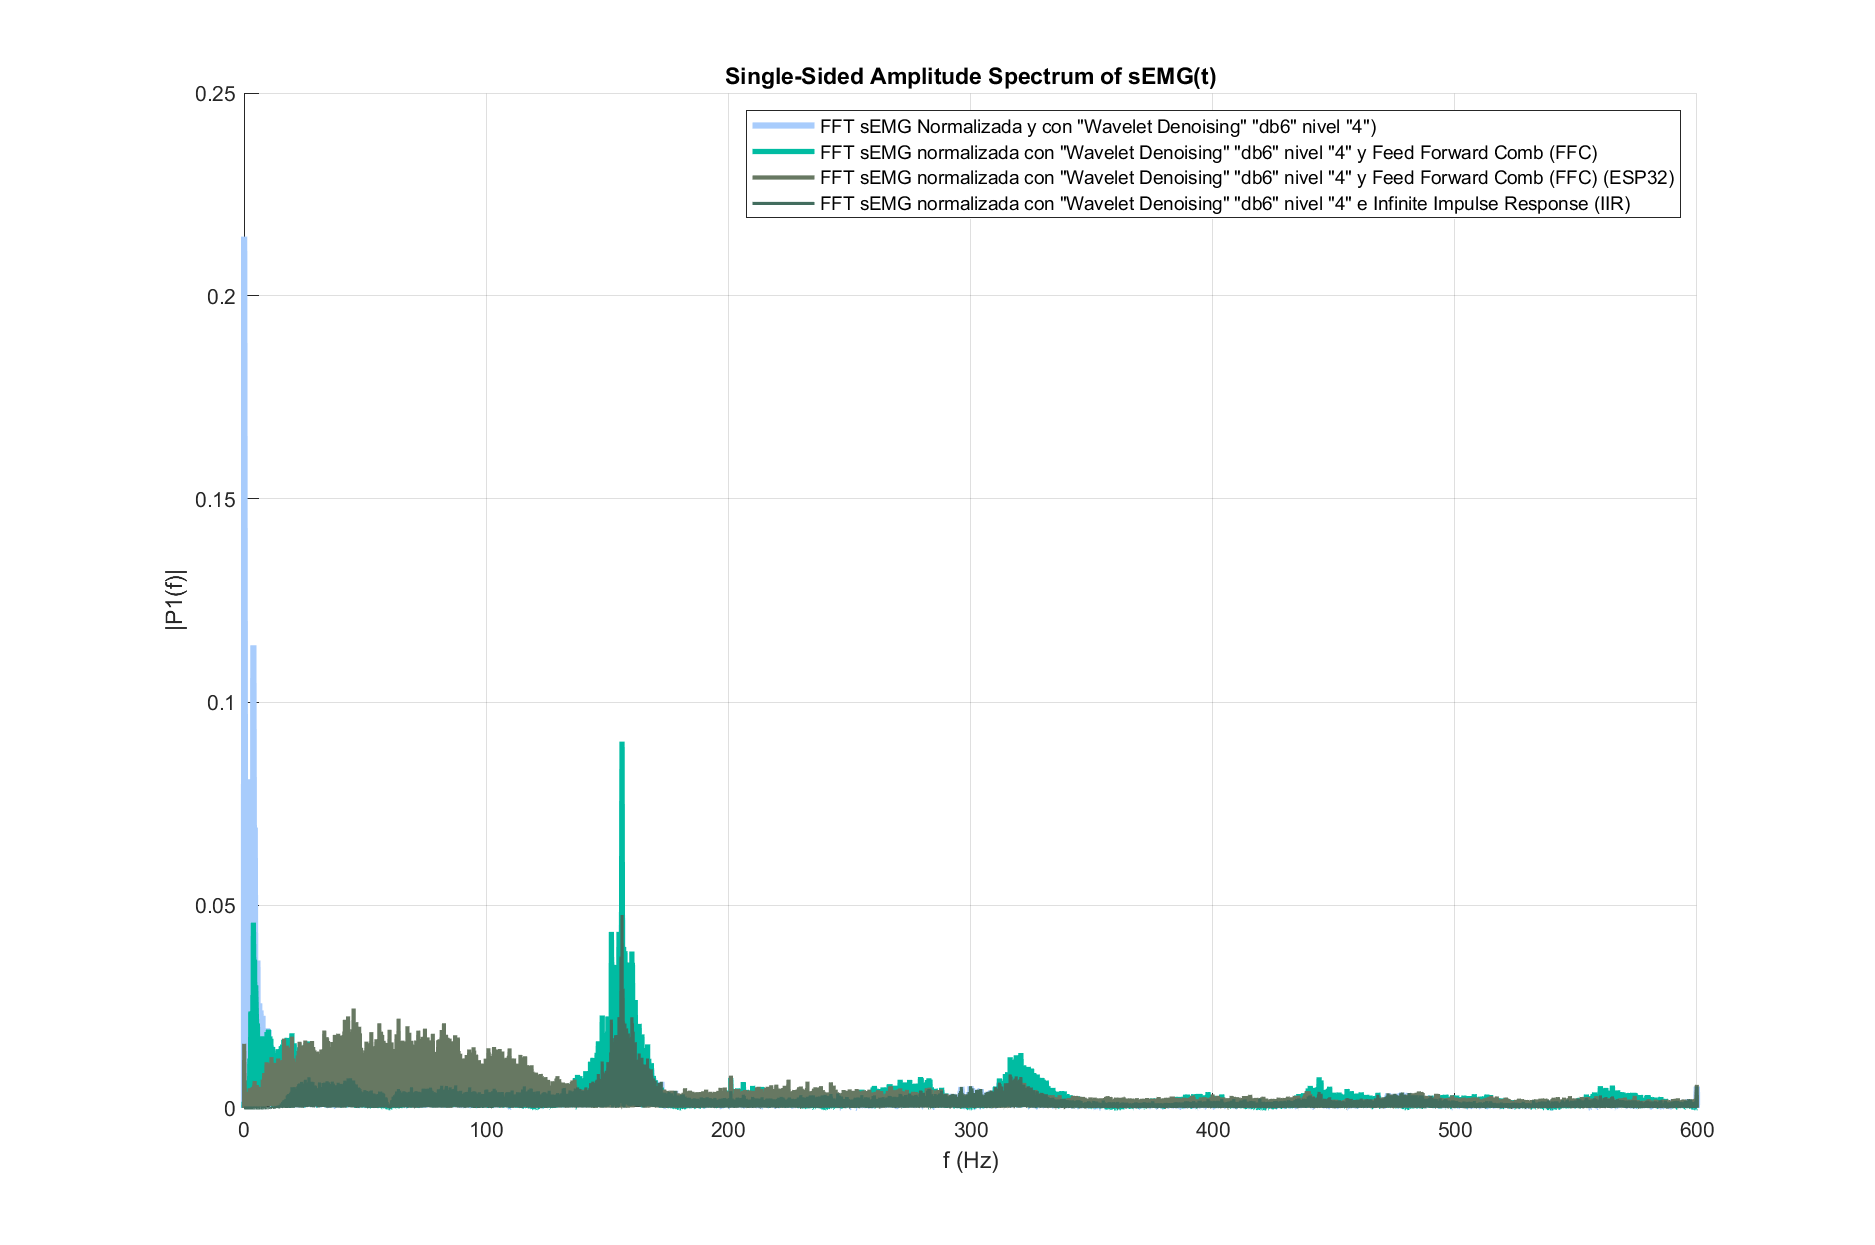 Single-Sided Amplitude Spectrum of sEMG(t)
FFT sEMG Normalizada y con "Wavelet Denoising" "db6" nivel "4")
FFT sEMG normalizada con "Wavelet Denoising" "db6" nivel "4" y Feed Forward Comb (FFC)
FFT sEMG normalizada con "Wavelet Denoising" "db6" nivel "4" y Feed Forward Comb (FFC) (ESP32)
FFT sEMG normalizada con "Wavelet Denoising" "db6" nivel "4" e Infinite Impulse Response (IIR)
0.25
0.2
0.15
0.1
0.05
0
|P1(f)|
0 100 200 300 400 500 600
f (Hz)